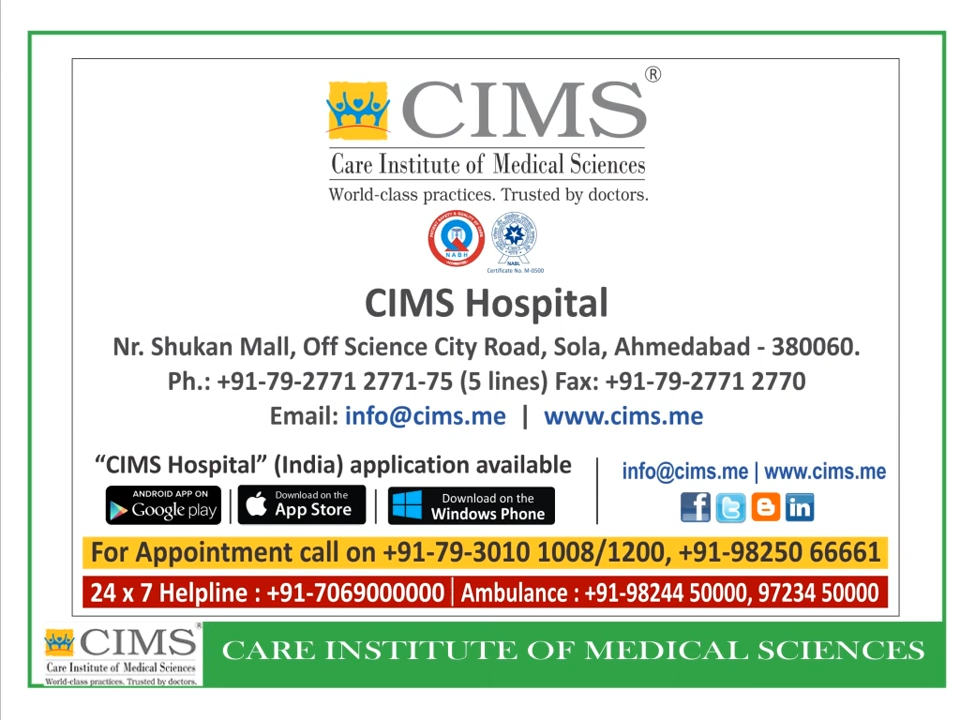 CIMS®
Care Institute of Medical Sciences
World-class practices. Trusted by doctors.
NABH
NABL
Certificate No. M-0500
CIMS Hospital
Nr. Shukan Mall, Off Science City Road, Sola, Ahmedabad - 380060.
Ph.: +91-79-2771 2771-75 (5 lines) Fax: +91-79-2771 2770
Email: info@cims.me | www.cims.me
“CIMS Hospital” (India) application available
info@cims.me | www.cims.me
ANDROID APP ON
Google play
Download on the
App Store
Download on the
Windows Phone
For Appointment call on +91-79-3010 1008/1200, +91-98250 66661
24 x 7 Helpline : +91-7069000000 | Ambulance : +91-98244 50000, 97234 50000
CIMS®
Care Institute of Medical Sciences
World-class practices. Trusted by doctors.
CARE INSTITUTE OF MEDICAL SCIENCES